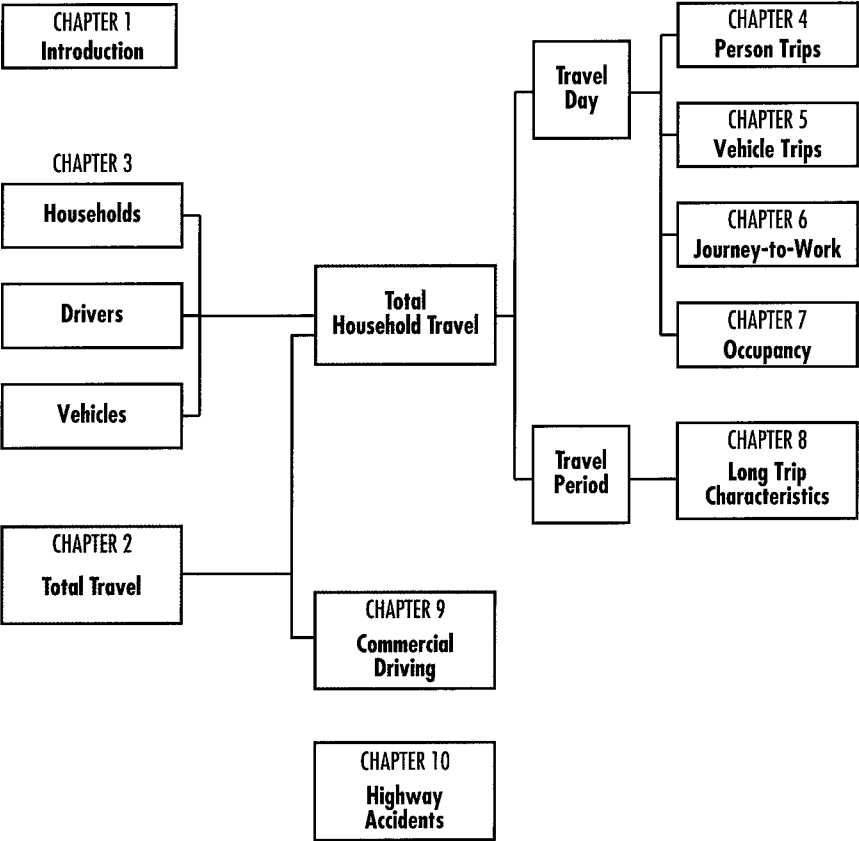 CHAPTER 1
Introduction
CHAPTER 3
Households
Drivers
Vehicles
CHAPTER 2
Total Travel
Total
Household Travel
CHAPTER 9
Commercial
Driving
CHAPTER 10
Highway
Accidents
Travel
Day
Travel
Period
CHAPTER 4
Person Trips
CHAPTER 5
Vehicle Trips
CHAPTER 6
Journey-to-Work
CHAPTER 7
Occupancy
CHAPTER 8
Long Trip
Characteristics